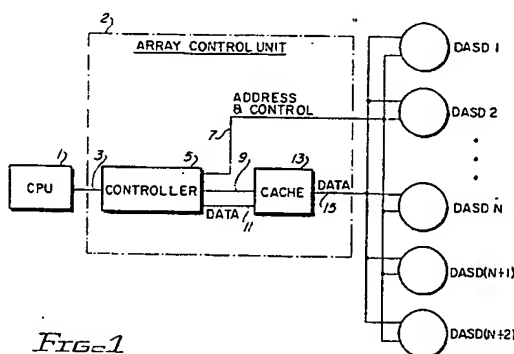 2
ARRAY CONTROL UNIT
DASD 1
ADDRESS
& CONTROL
7
DASD 2
1
3
5
9
13
CPU
CONTROLLER
CACHE
DATA
DATA
11
15
DASD N
DASD(N+1)
DASD(N+2)
FIG.1